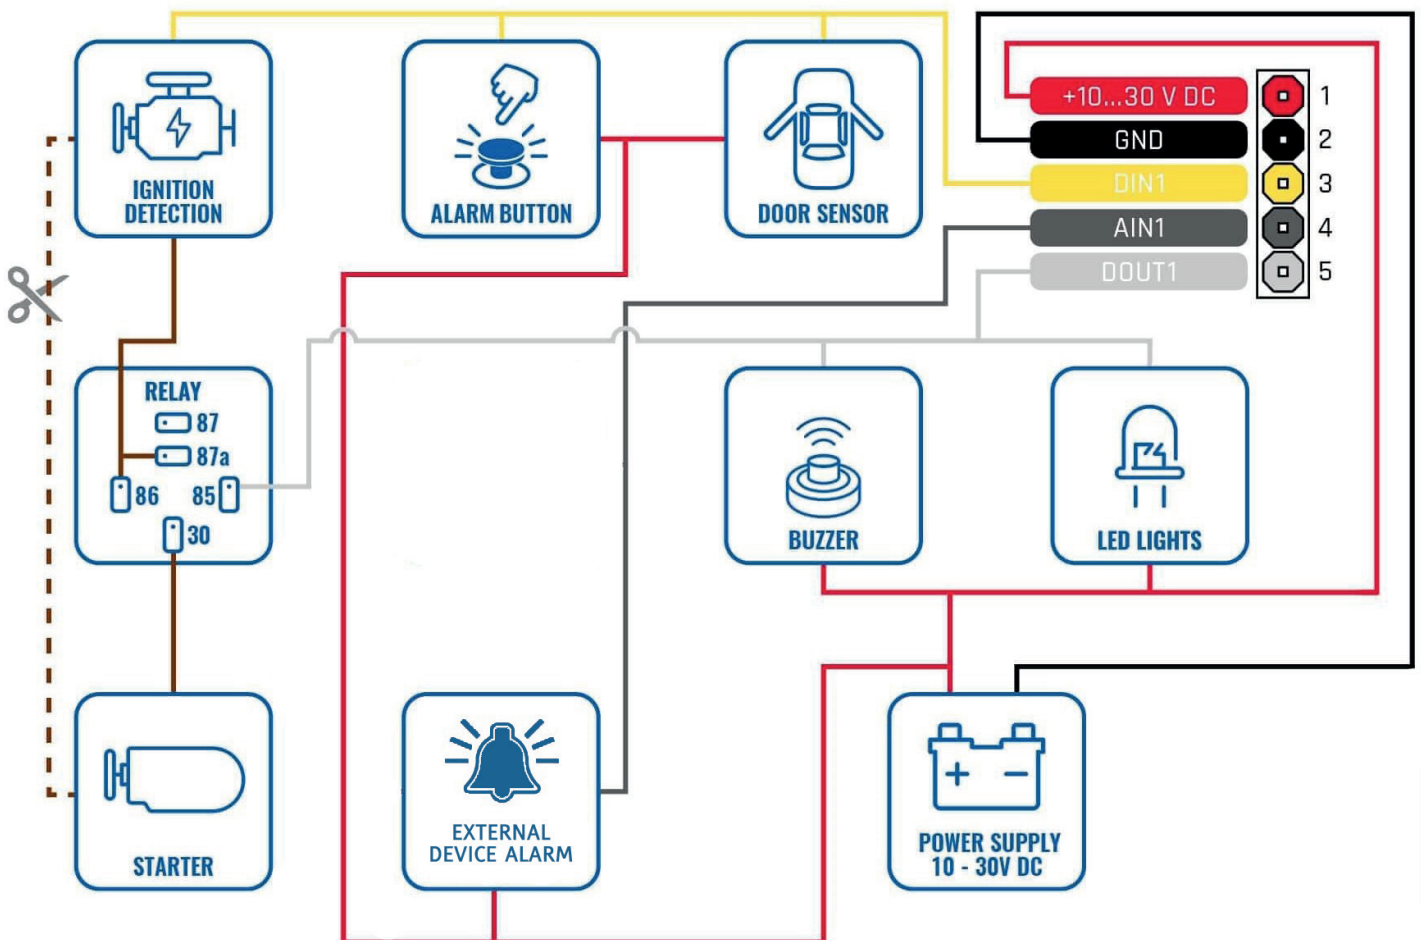 +10...30 V DC
1
GND
2
DIN1
3
AIN1
4
DOUT1
5
IGNITION
DETECTION
ALARM BUTTON
DOOR SENSOR
RELAY
87
87a
86
85
30
BUZZER
LED LIGHTS
STARTER
EXTERNAL
DEVICE ALARM
POWER SUPPLY
10 - 30V DC